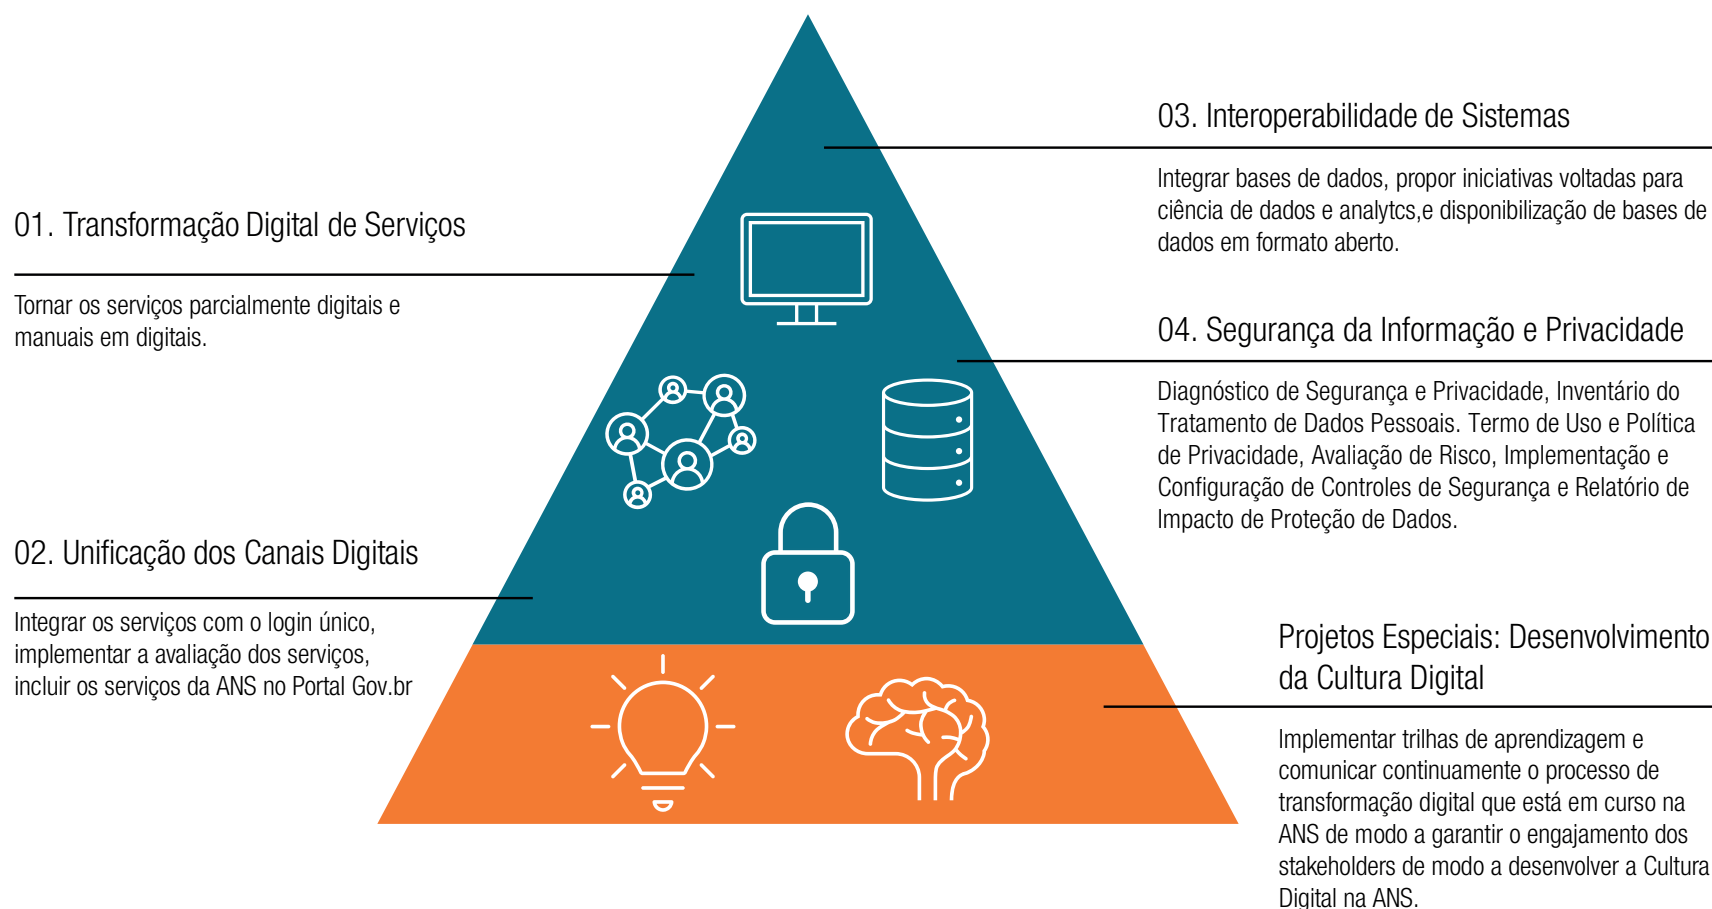 01. Transformação Digital de Serviços
Tornar os serviços parcialmente digitais e
manuais em digitais.
02. Unificação dos Canais Digitais
Integrar os serviços com o login único,
implementar a avaliação dos serviços,
incluir os serviços da ANS no Portal Gov.br
03. Interoperabilidade de Sistemas
Integrar bases de dados, propor iniciativas voltadas para
ciência de dados e analytcs,e disponibilização de bases de
dados em formato aberto.
04. Segurança da Informação e Privacidade
Diagnóstico de Segurança e Privacidade, Inventário do
Tratamento de Dados Pessoais. Termo de Uso e Política
de Privacidade, Avaliação de Risco, Implementação e
Configuração de Controles de Segurança e Relatório de
Impacto de Proteção de Dados.
Projetos Especiais: Desenvolvimento
da Cultura Digital
Implementar trilhas de aprendizagem e
comunicar continuamente o processo de
transformação digital que está em curso na
ANS de modo a garantir o engajamento dos
stakeholders de modo a desenvolver a Cultura
Digital na ANS.